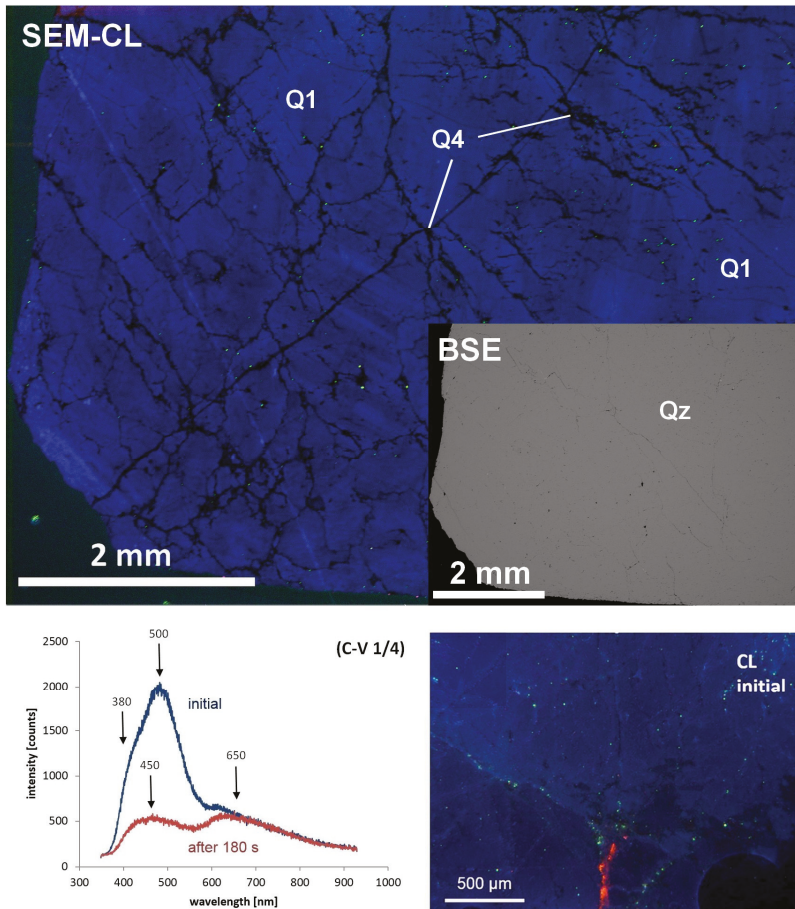 SEM-CL
Q1
Q4
Q1
2 mm
BSE
Qz
2 mm
(C-V 1/4)
2500
2000
1500
1000
500
0
300 400 500 600 700 800 900 1000
intensity [counts]
wavelength [nm]
500
380
initial
650
450
after 180 s
CL
initial
500 µm